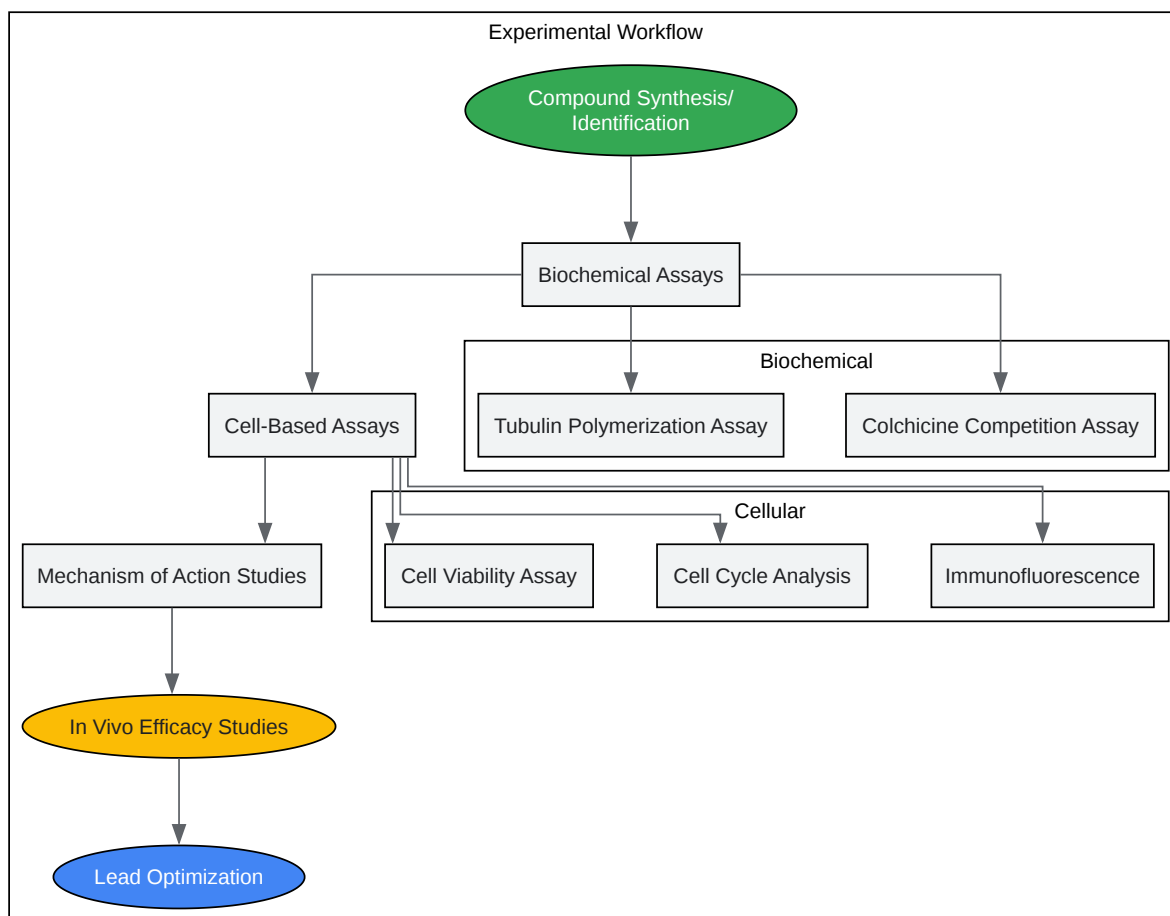 Experimental Workflow
Compound Synthesis/
Identification
Biochemical Assays
Biochemical
Cell-Based Assays
Tubulin Polymerization Assay
Colchicine Competition Assay
Cellular
Mechanism of Action Studies
Cell Viability Assay
Cell Cycle Analysis
Immunofluorescence
In Vivo Efficacy Studies
Lead Optimization